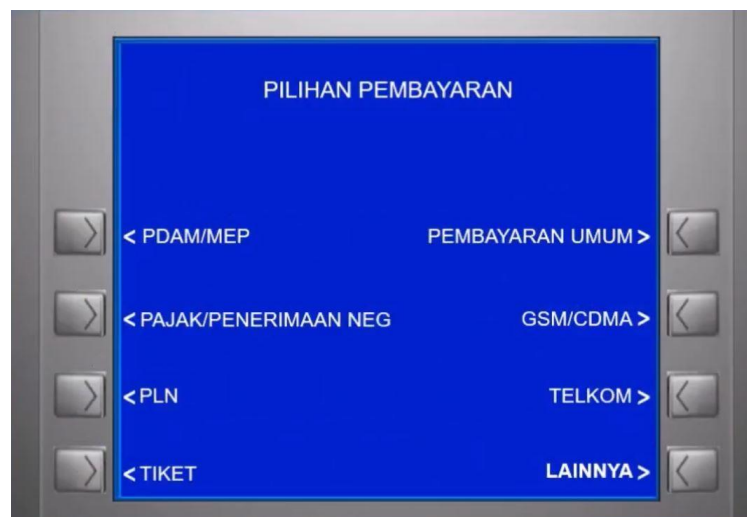 PILIHAN PEMBAYARAN
< PDAM/MEP
PEMBAYARAN UMUM >
< PAJAK/PENERIMAAN NEG
GSM/CDMA >
< PLN
TELKOM >
< TIKET
LAINNYA >